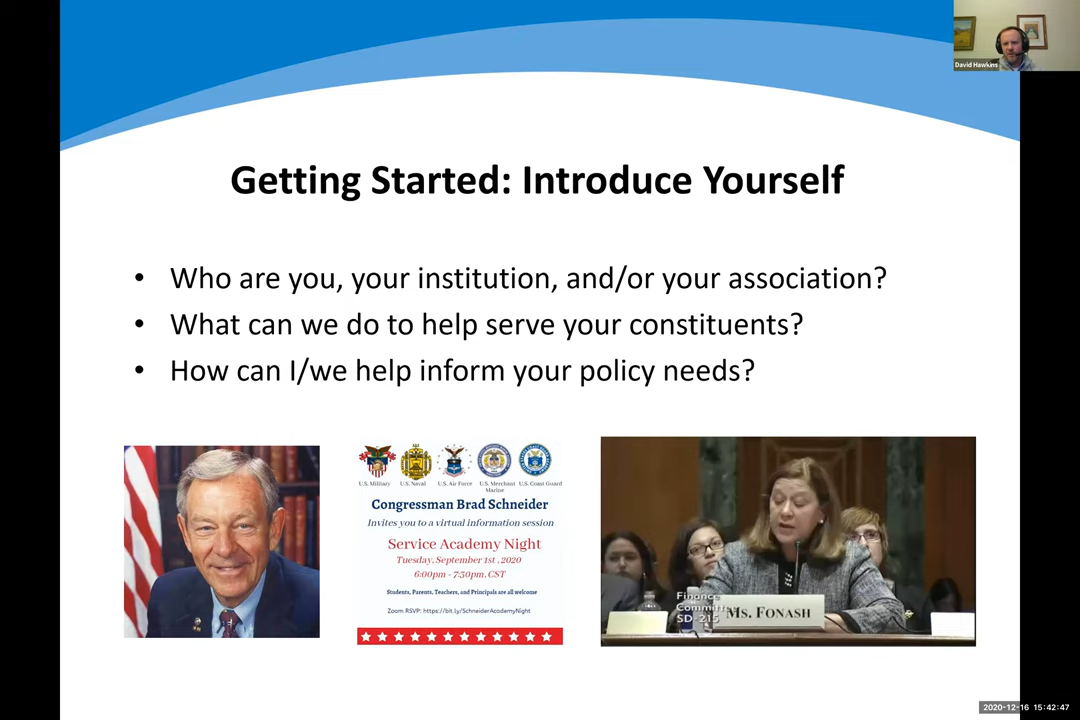 David Hawkins
Getting Started: Introduce Yourself
• Who are you, your institution, and/or your association?
• What can we do to help serve your constituents?
• How can I/we help inform your policy needs?
U.S. Military U.S. Naval U.S. Air Force U.S. Merchant Marine U.S. Coast Guard
Congressman Brad Schneider
Invites you to a virtual information session
Service Academy Night
Tuesday, September 1st , 2020
6:00pm - 7:30pm, CST
Students, Parents, Teachers, and Principals are all welcome
Zoom RSVP: https://bit.ly/SchneiderAcademyNight
Finance
Committee
SD-215
MS. FONASH
2020-12-16 15:42:47